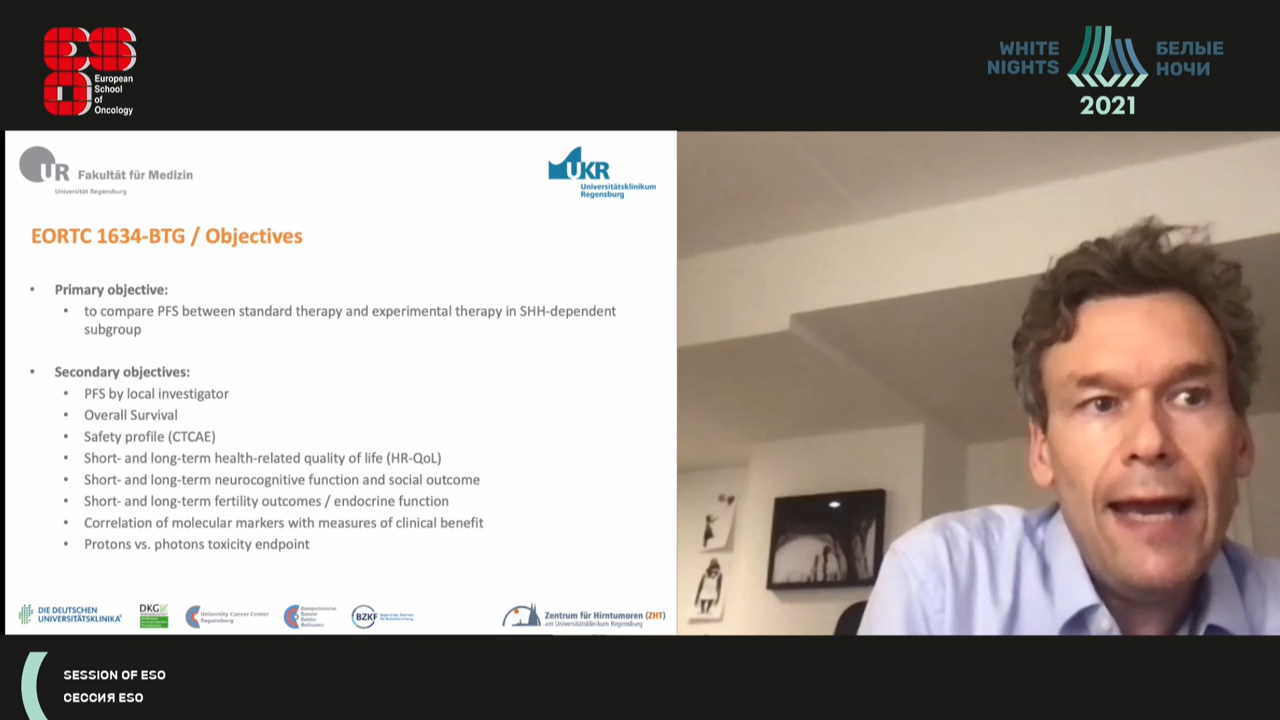 European
School
of
Oncology
WHITE
NIGHTS
БЕЛЫЕ
НОЧИ
2021
UR Fakultät für Medizin
Universität Regensburg
UKR
Universitätsklinikum
Regensburg
EORTC 1634-BTG / Objectives
• Primary objective:
• to compare PFS between standard therapy and experimental therapy in SHH-dependent
subgroup
• Secondary objectives:
• PFS by local investigator
• Overall Survival
• Safety profile (CTCAE)
• Short- and long-term health-related quality of life (HR-QoL)
• Short- and long-term neurocognitive function and social outcome
• Short- and long-term fertility outcomes / endocrine function
• Correlation of molecular markers with measures of clinical benefit
• Protons vs. photons toxicity endpoint
DIE DEUTSCHEN
UNIVERSITÄTSKLINIKA
DKG
University Cancer Center
Regensburg
Comprehensive
Cancer
Center
BZKF
Zentrum für Hirntumoren (ZHT)
am Universitätsklinikum Regensburg
SESSION OF ESO
СЕССИЯ ESO